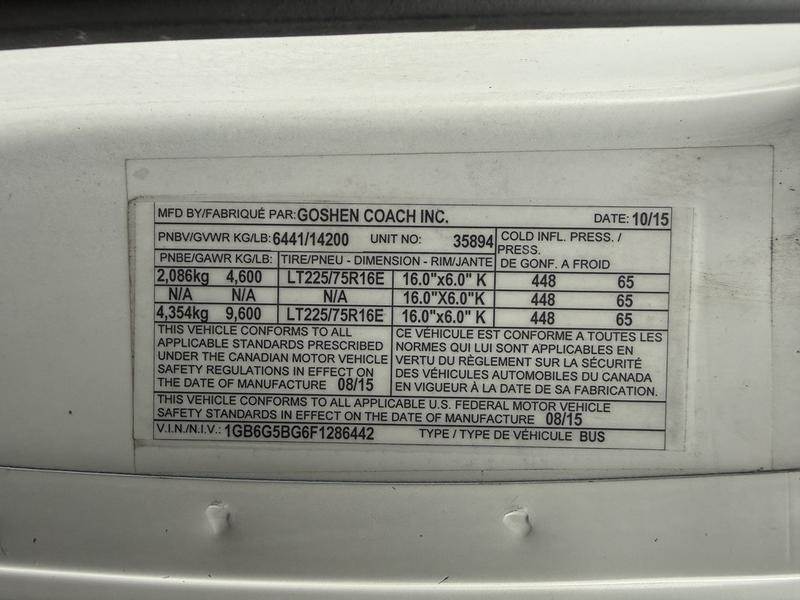 MFD BY/FABRIQUÉ PAR: GOSHEN COACH INC. DATE: 10/15
PNBV/GVWR KG/LB: 6441/14200 UNIT NO: 35894
COLD INFL. PRESS. /
PRESS.
DE GONF. A FROID
PNBE/GAWR KG/LB: TIRE/PNEU - DIMENSION - RIM/JANTE
2,086kg 4,600 LT225/75R16E 16.0"x6.0" K 448 65
N/A N/A N/A 16.0"X6.0"K 448 65
4,354kg 9,600 LT225/75R16E 16.0"x6.0" K 448 65
THIS VEHICLE CONFORMS TO ALL
APPLICABLE STANDARDS PRESCRIBED
UNDER THE CANADIAN MOTOR VEHICLE
SAFETY REGULATIONS IN EFFECT ON
THE DATE OF MANUFACTURE 08/15
CE VÉHICULE EST CONFORME A TOUTES LES
NORMES QUI LUI SONT APPLICABLES EN
VERTU DU RÈGLEMENT SUR LA SÉCURITÉ
DES VÉHICULES AUTOMOBILES DU CANADA
EN VIGUEUR À LA DATE DE SA FABRICATION.
THIS VEHICLE CONFORMS TO ALL APPLICABLE U.S. FEDERAL MOTOR VEHICLE
SAFETY STANDARDS IN EFFECT ON THE DATE OF MANUFACTURE 08/15
V.I.N./N.I.V.: 1GB6G5BG6F1286442 TYPE / TYPE DE VÉHICULE BUS